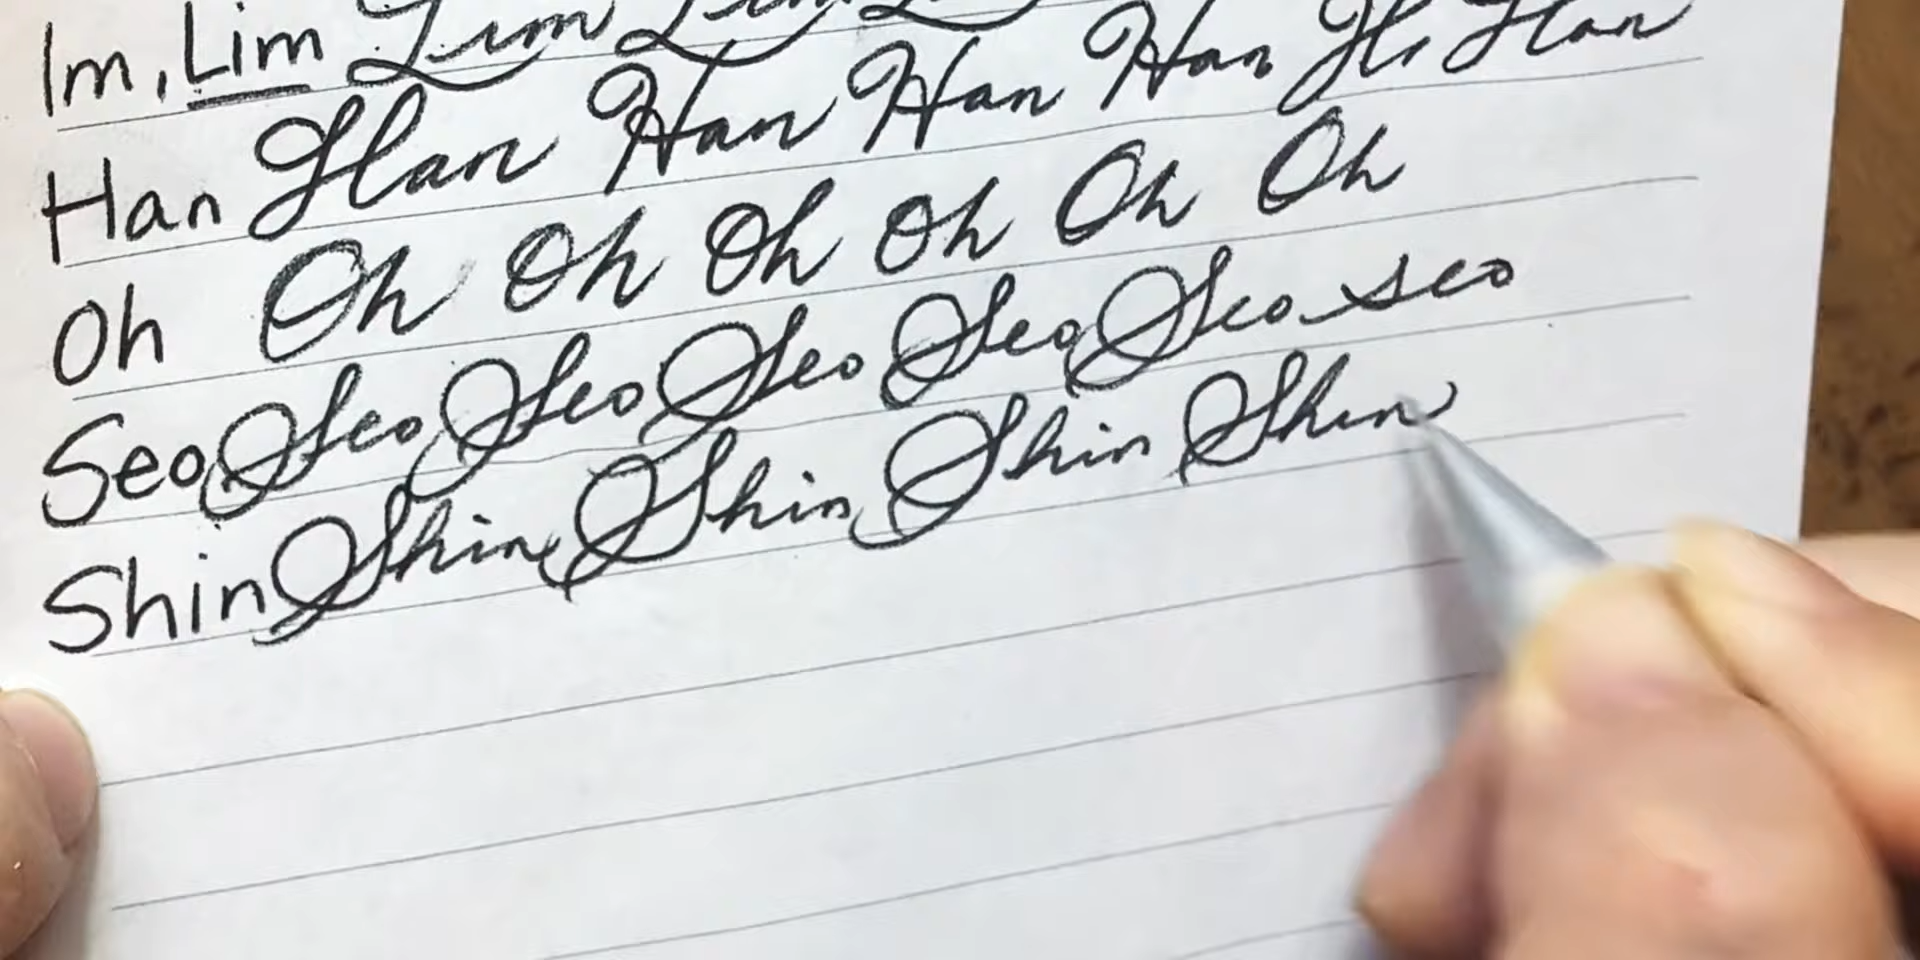 Im, Lim Lim Lim
Han Han Han Han Han H Han
Oh Oh Oh Oh Oh Oh Oh
Seo Seo Seo Seo Seo Seo seo
Shin Shin Shin Shin Shin